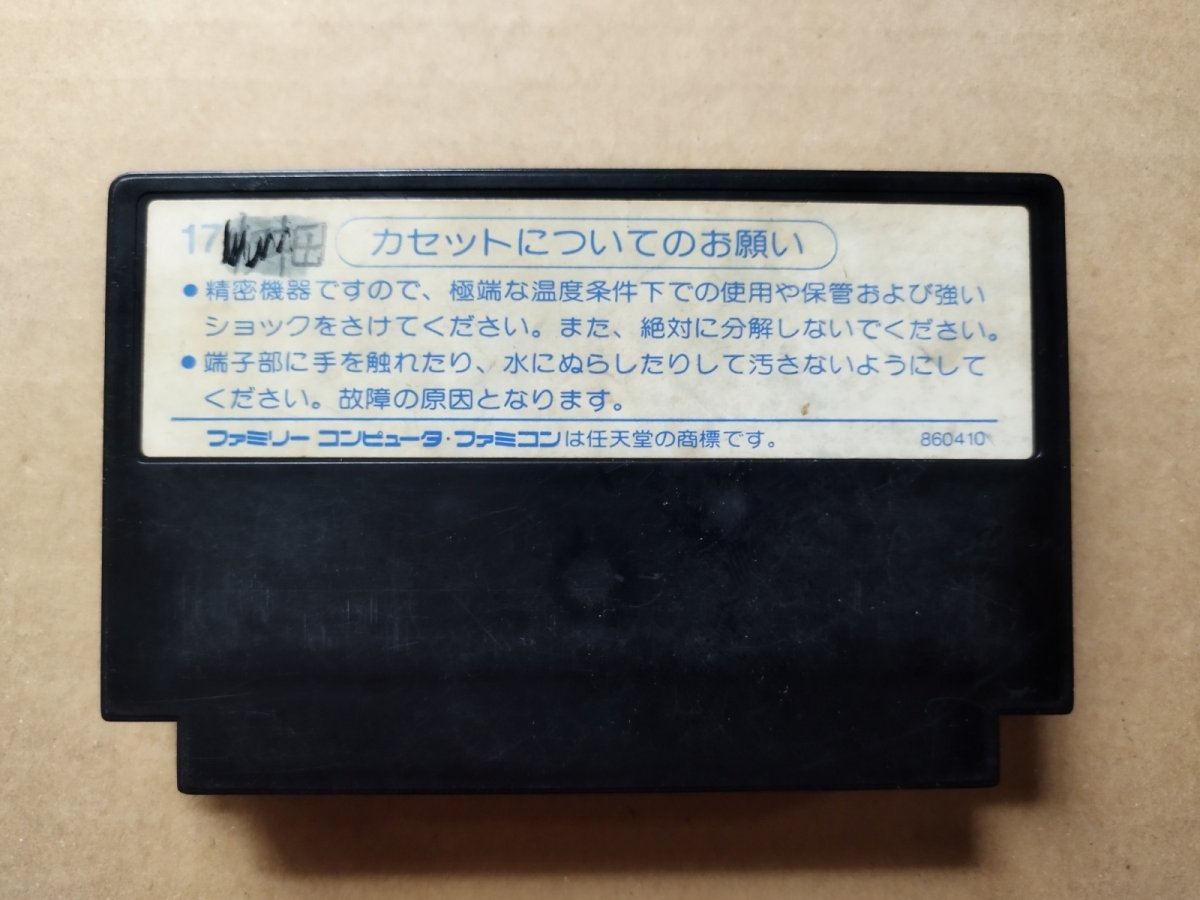 17 カセットについてのお願い
●精密機器ですので、極端な温度条件下での使用や保管および強い
ショックをさけてください。また、絶対に分解しないでください。
●端子部に手を触れたり、水にぬらしたりして汚さないようにして
ください。故障の原因となります。
ファミリーコンピュータ・ファミコンは任天堂の商標です。 860410